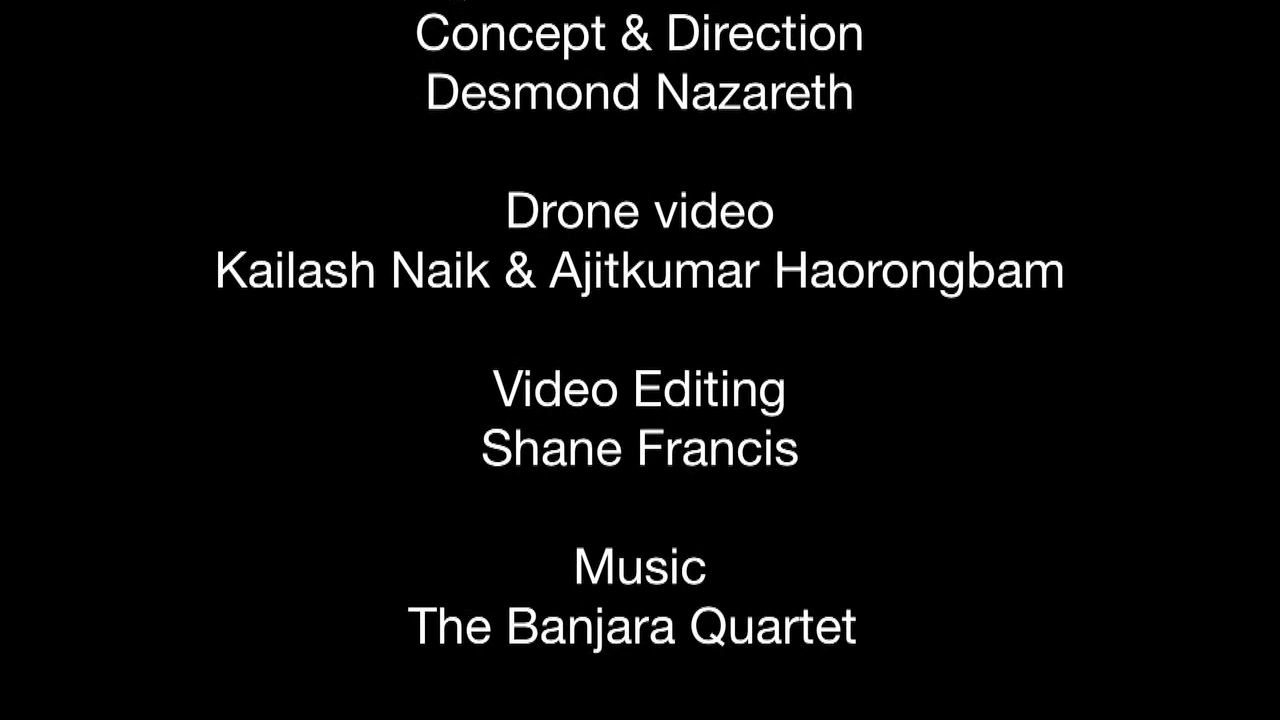 Concept & Direction
Desmond Nazareth
Drone video
Kailash Naik & Ajitkumar Haorongbam
Video Editing
Shane Francis
Music
The Banjara Quartet